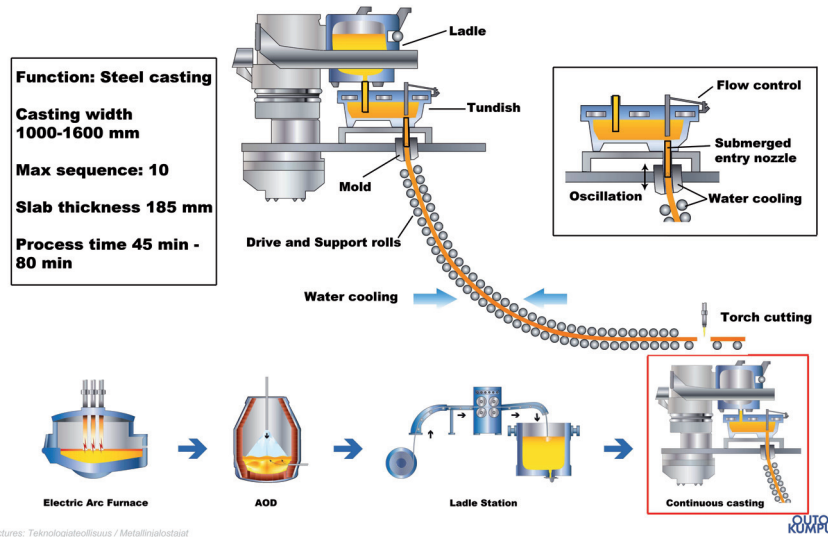 Function: Steel casting
Casting width
1000-1600 mm
Max sequence: 10
Slab thickness 185 mm
Process time 45 min -
80 min
Ladle
Tundish
Mold
Drive and Support rolls
Water cooling
Flow control
Submerged
entry nozzle
Oscillation
Water cooling
Torch cutting
Electric Arc Furnace
AOD
Ladle Station
Continuous casting
Teknologiateollisuus / Metallinjalostajat